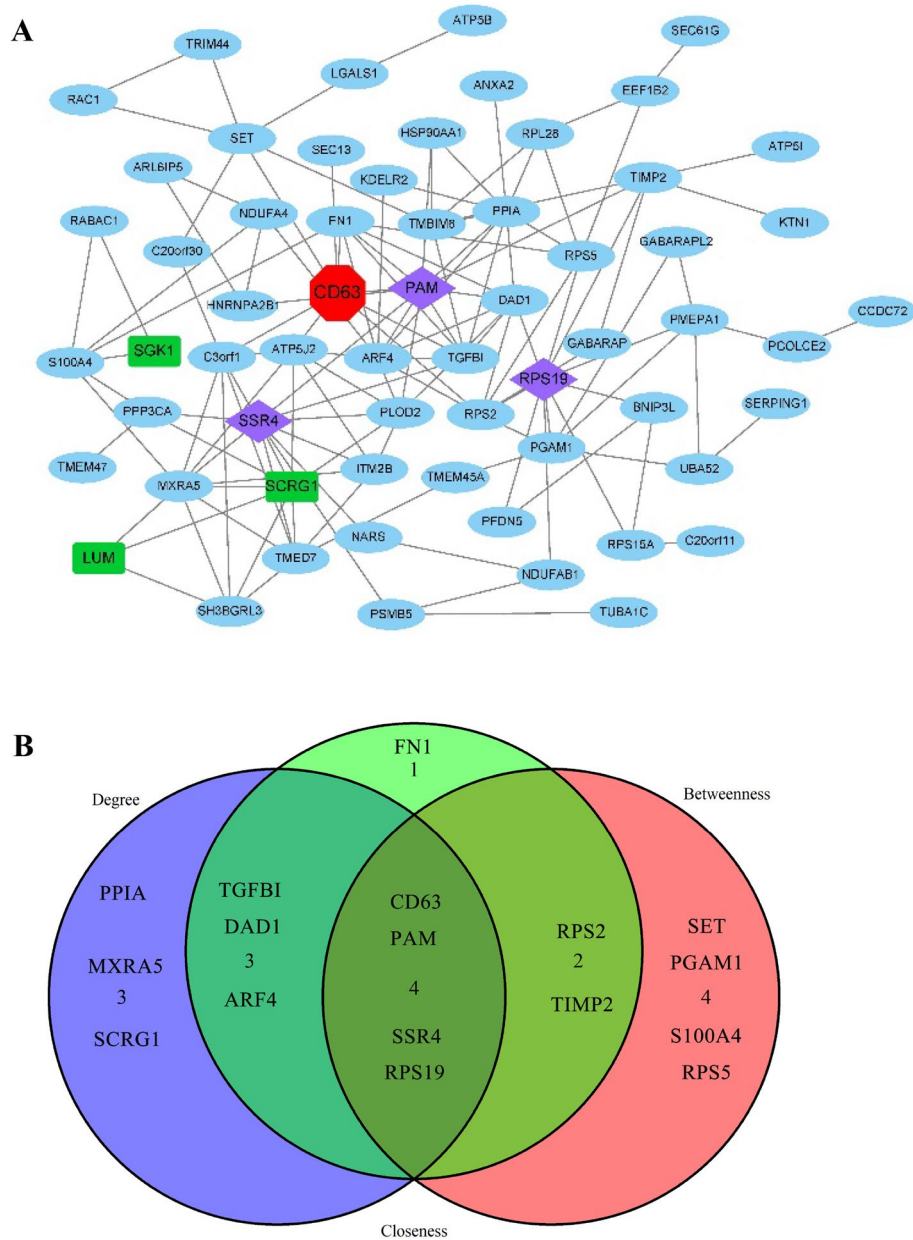 A
ATP5B
TRIM44
SEC61G
LGALS1
RAC1
ANXA2
EEF1B2
SET
HSP90AA1
RPL28
SEC13
ATP5I
ARL6IP5
KDELR2
TIMP2
RABAC1
NDUFA4
FN1
TMBIM8
PPIA
KTN1
GABARAPL2
C20orf30
RPS5
CD63
PAM
HNRNPA2B1
DAD1
PMEPA1
CCDC72
SGK1
S100A4
C3orf1
ATP5J2
ARF4
TGFBI
GABARAP
PCOLCE2
RPS19
PPP3CA
SSR4
PLOD2
RPS2
BNIP3L
SERPING1
PGAM1
TMEM47
MXRA5
SCRG1
ITM2B
TMEM45A
UBA52
PFDN5
LUM
TMED7
NARS
RPS15A
C20orf11
NDUFAB1
SH3BGRL3
PSMB5
TUBA1C
B
FN1
1
Degree
Betweenness
PPIA
MXRA5
3
SCRG1
TGFBI
DAD1
3
ARF4
CD63
PAM
4
SSR4
RPS19
RPS2
2
TIMP2
SET
PGAM1
4
S100A4
RPS5
Closeness